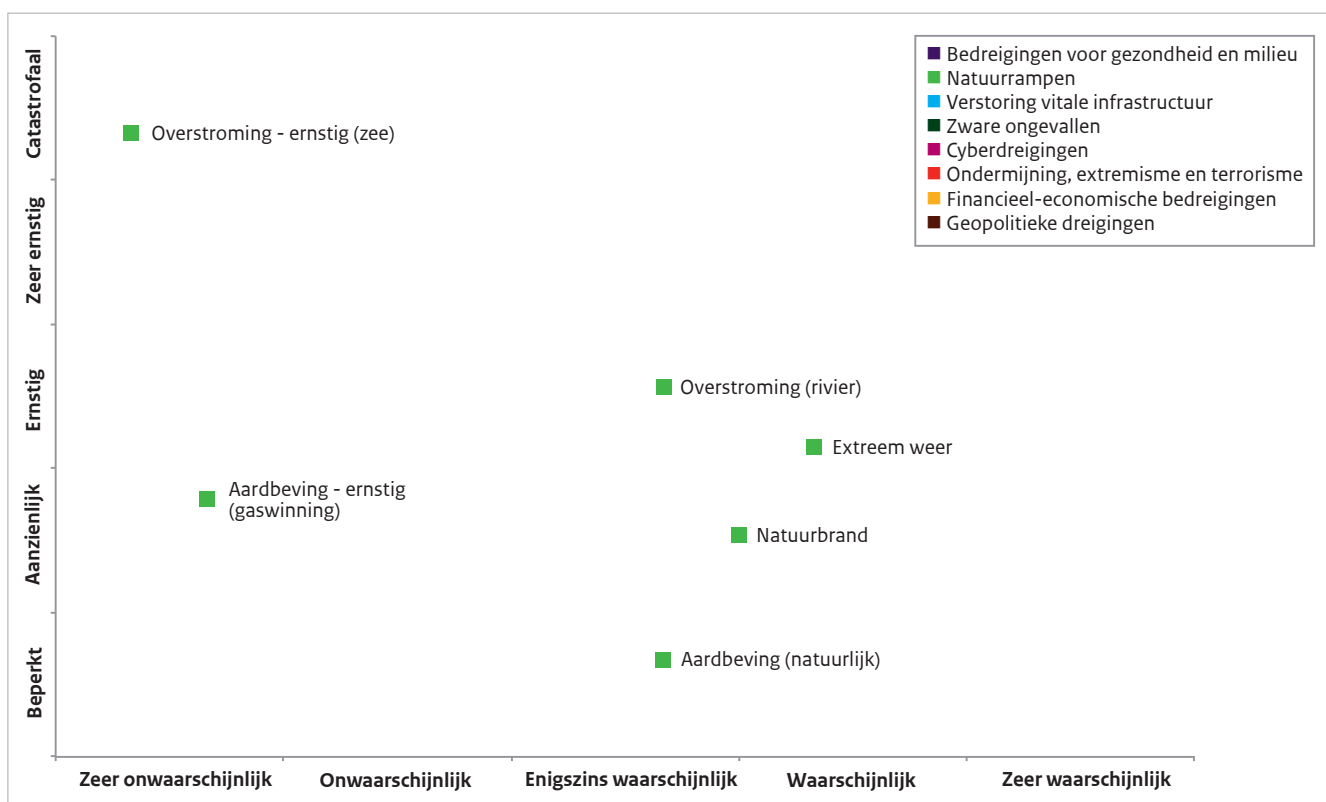 Catastrofaal
Zeer ernstig
Ernstig
Aanzienlijk
Beperkt
Bedreigingen voor gezondheid en milieu
Natuurrampen
Verstoring vitale infrastructuur
Zware ongevallen
Cyberdreigingen
Ondermijning, extremisme en terrorisme
Financieel-economische bedreigingen
Geopolitieke dreigingen
Overstroming - ernstig (zee)
Overstroming (rivier)
Extreem weer
Aardbeving - ernstig
(gaswinning)
Natuurbrand
Aardbeving (natuurlijk)
Zeer onwaarschijnlijk
Onwaarschijnlijk
Enigszins waarschijnlijk
Waarschijnlijk
Zeer waarschijnlijk